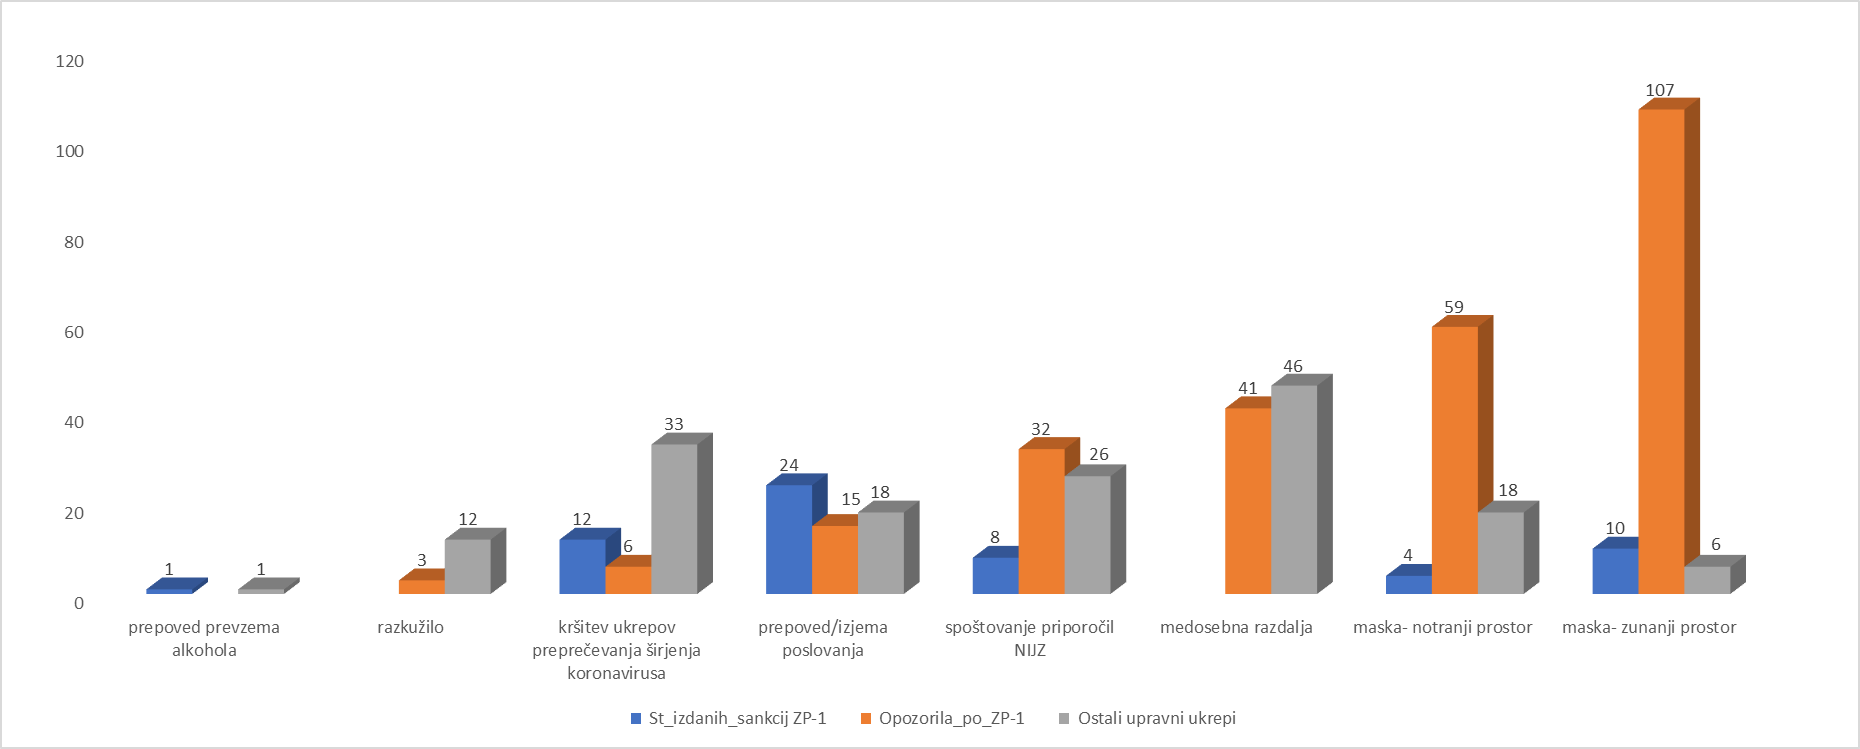 120
100
80
60
40
20
0
1
1
3
12
12
6
33
24
15
18
8
32
26
41
46
4
59
18
10
107
6
prepoved prevzema
alkohola
razkužilo
kršitev ukrepov
preprečevanja širjenja
koronavirusa
prepoved/izjema
poslovanja
spoštovanje priporočil
NIJZ
medosebna razdalja
maska- notranji prostor
maska- zunanji prostor
St_izdanih_sankcij ZP-1
Opozorila_po_ZP-1
Ostali upravni ukrepi